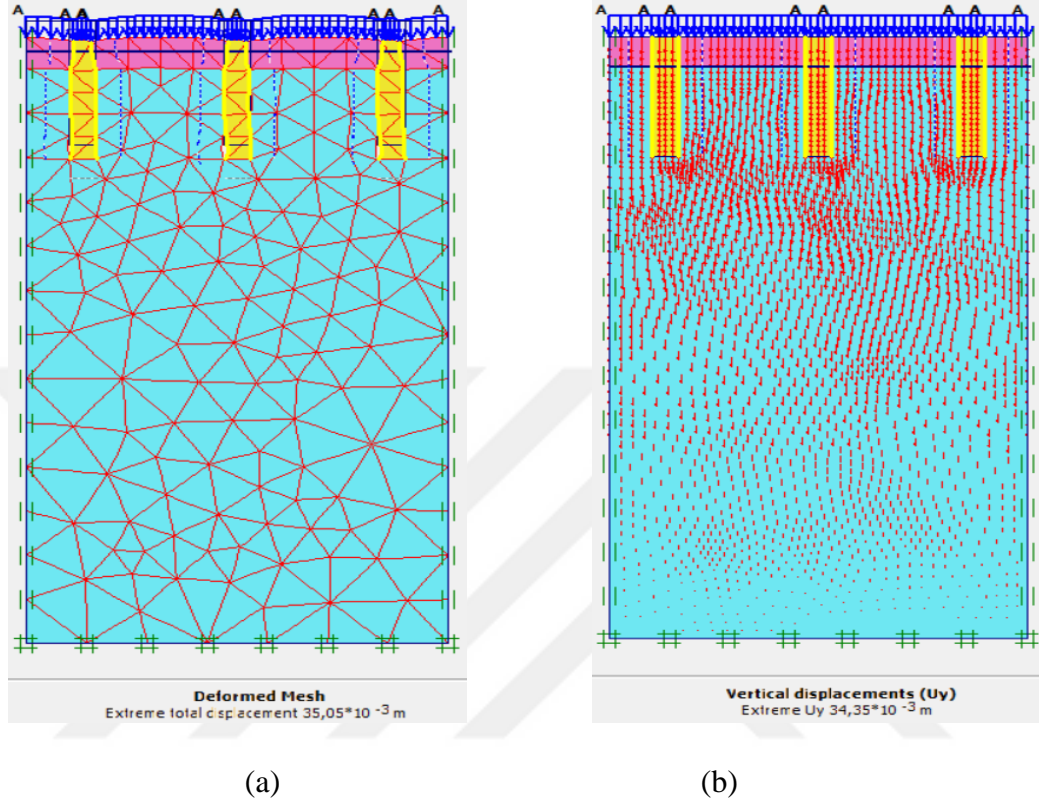 A A A A A A A A
A A A A A A A A
Deformed Mesh
Extreme total displacement 35,05*10 -3 m
Vertical displacements (Uy)
Extreme Uy 34,35*10 -3 m
(a)
(b)